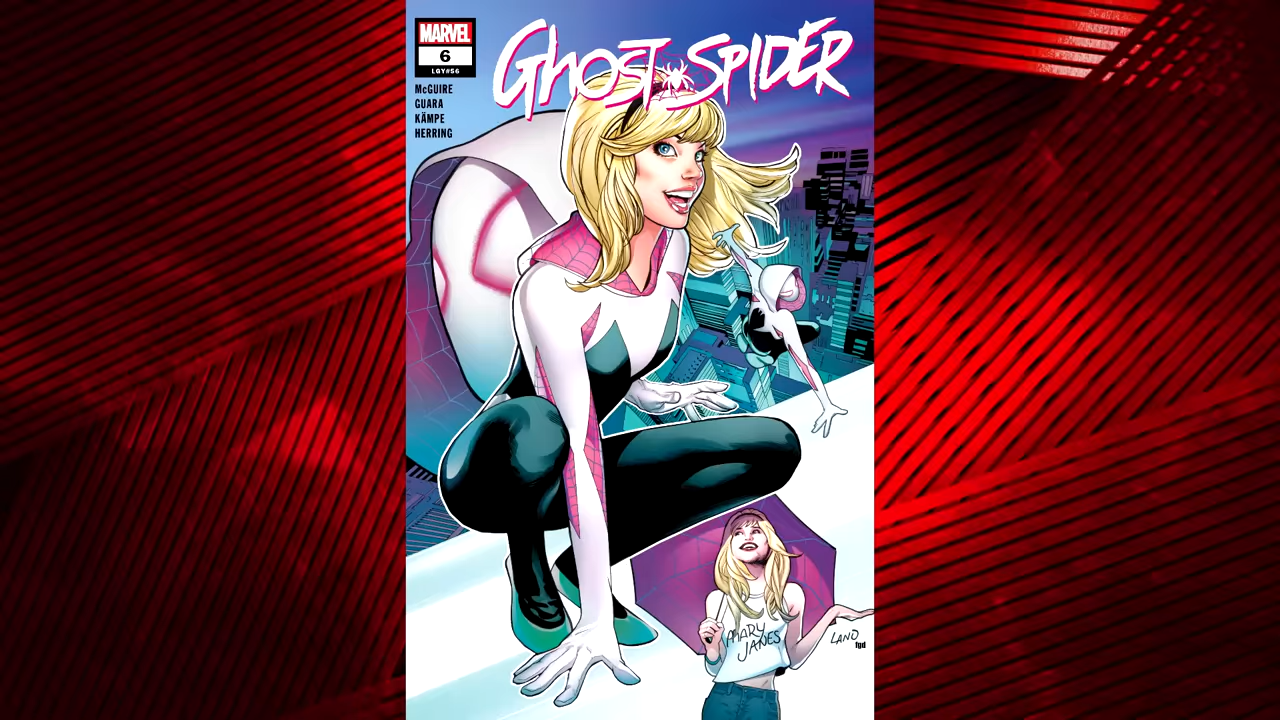 MARVEL
6
LGY#56
McGUIRE
GUARA
KÄMPE
HERRING
GHOST SPIDER
MARY
JANES
LAND
fgd